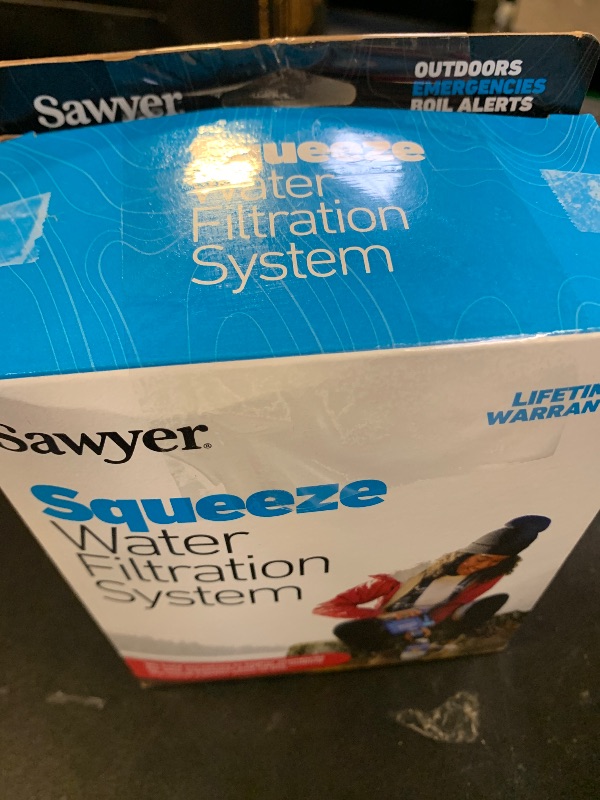 Sawyer
OUTDOORS
EMERGENCIES
BOIL ALERTS
Squeeze
Water
Filtration
System
LIFETIM
WARRAN
Sawyer®
Squeeze
Water
Filtration
System